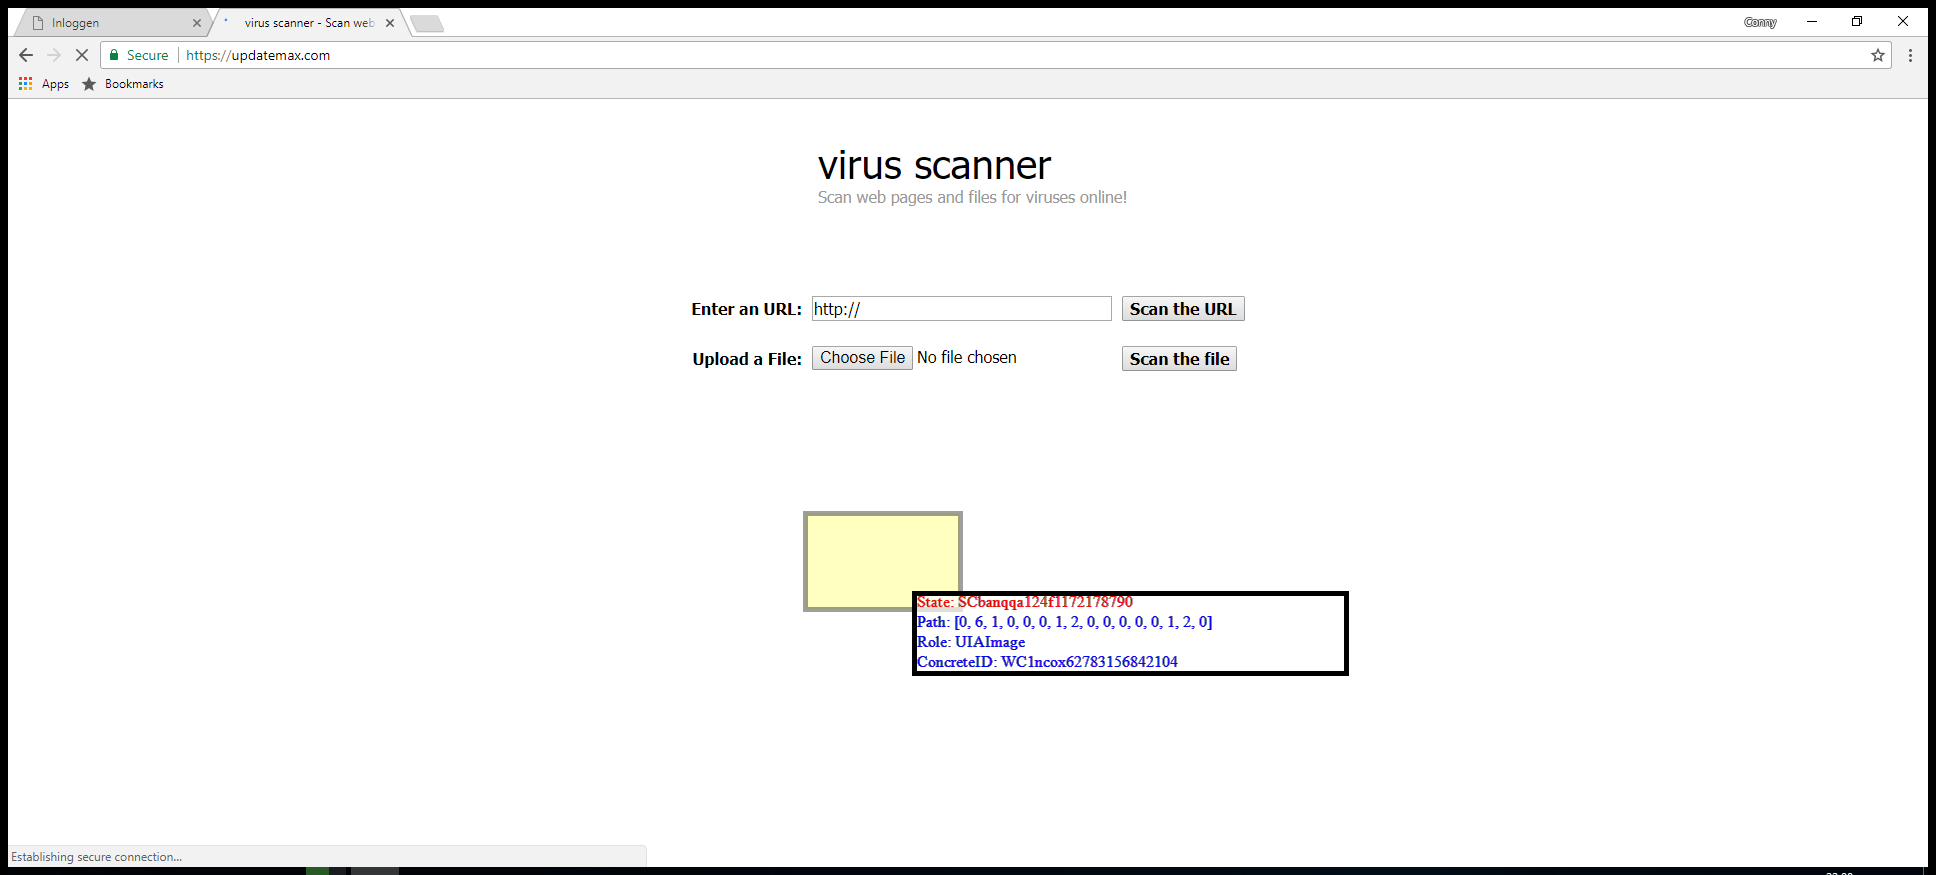 Inloggen
virus scanner - Scan web
Conny
Secure
https://updatemax.com
Apps
Bookmarks
virus scanner
Scan web pages and files for viruses online!
Enter an URL:
http://
Scan the URL
Upload a File:
Choose File
No file chosen
Scan the file
State: SCbanqqa124f1172178790
Path: [0, 6, 1, 0, 0, 0, 1, 2, 0, 0, 0, 0, 0, 1, 2, 0]
Role: UIAImage
ConcreteID: WC1ncox62783156842104
Establishing secure connection...